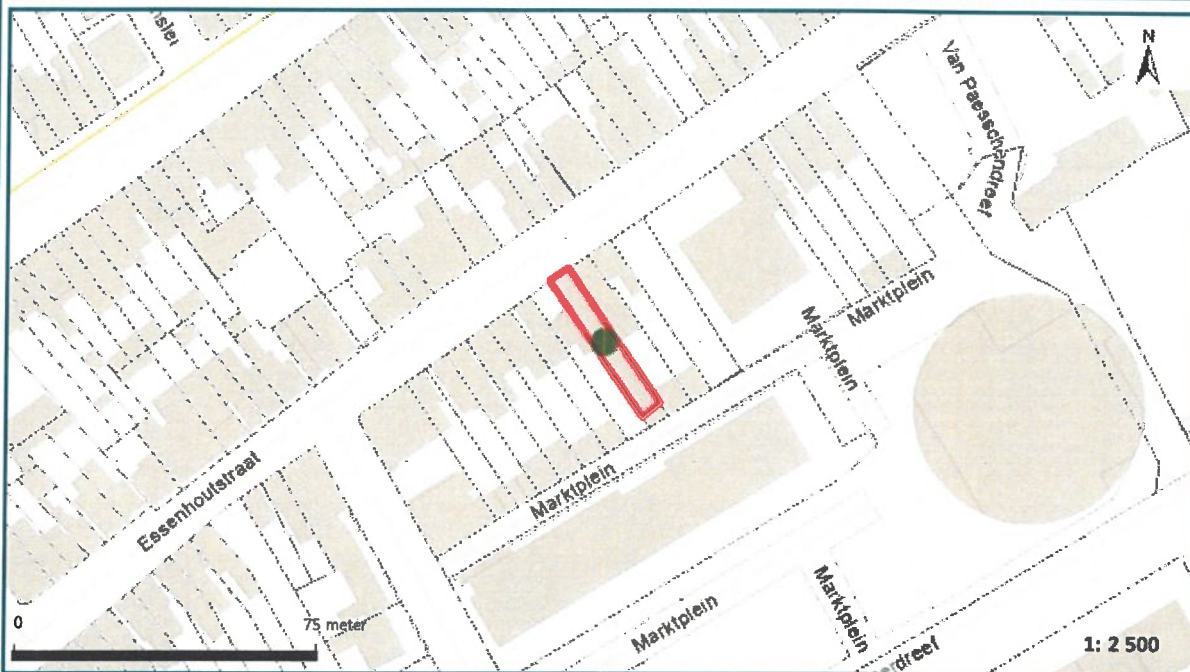 N
Van Paesschendreef
Marktplein
Marktplein
Essenhoutstraat
Marktplein
0
75 meter
Marktplein
Marktplein
1: 2 500